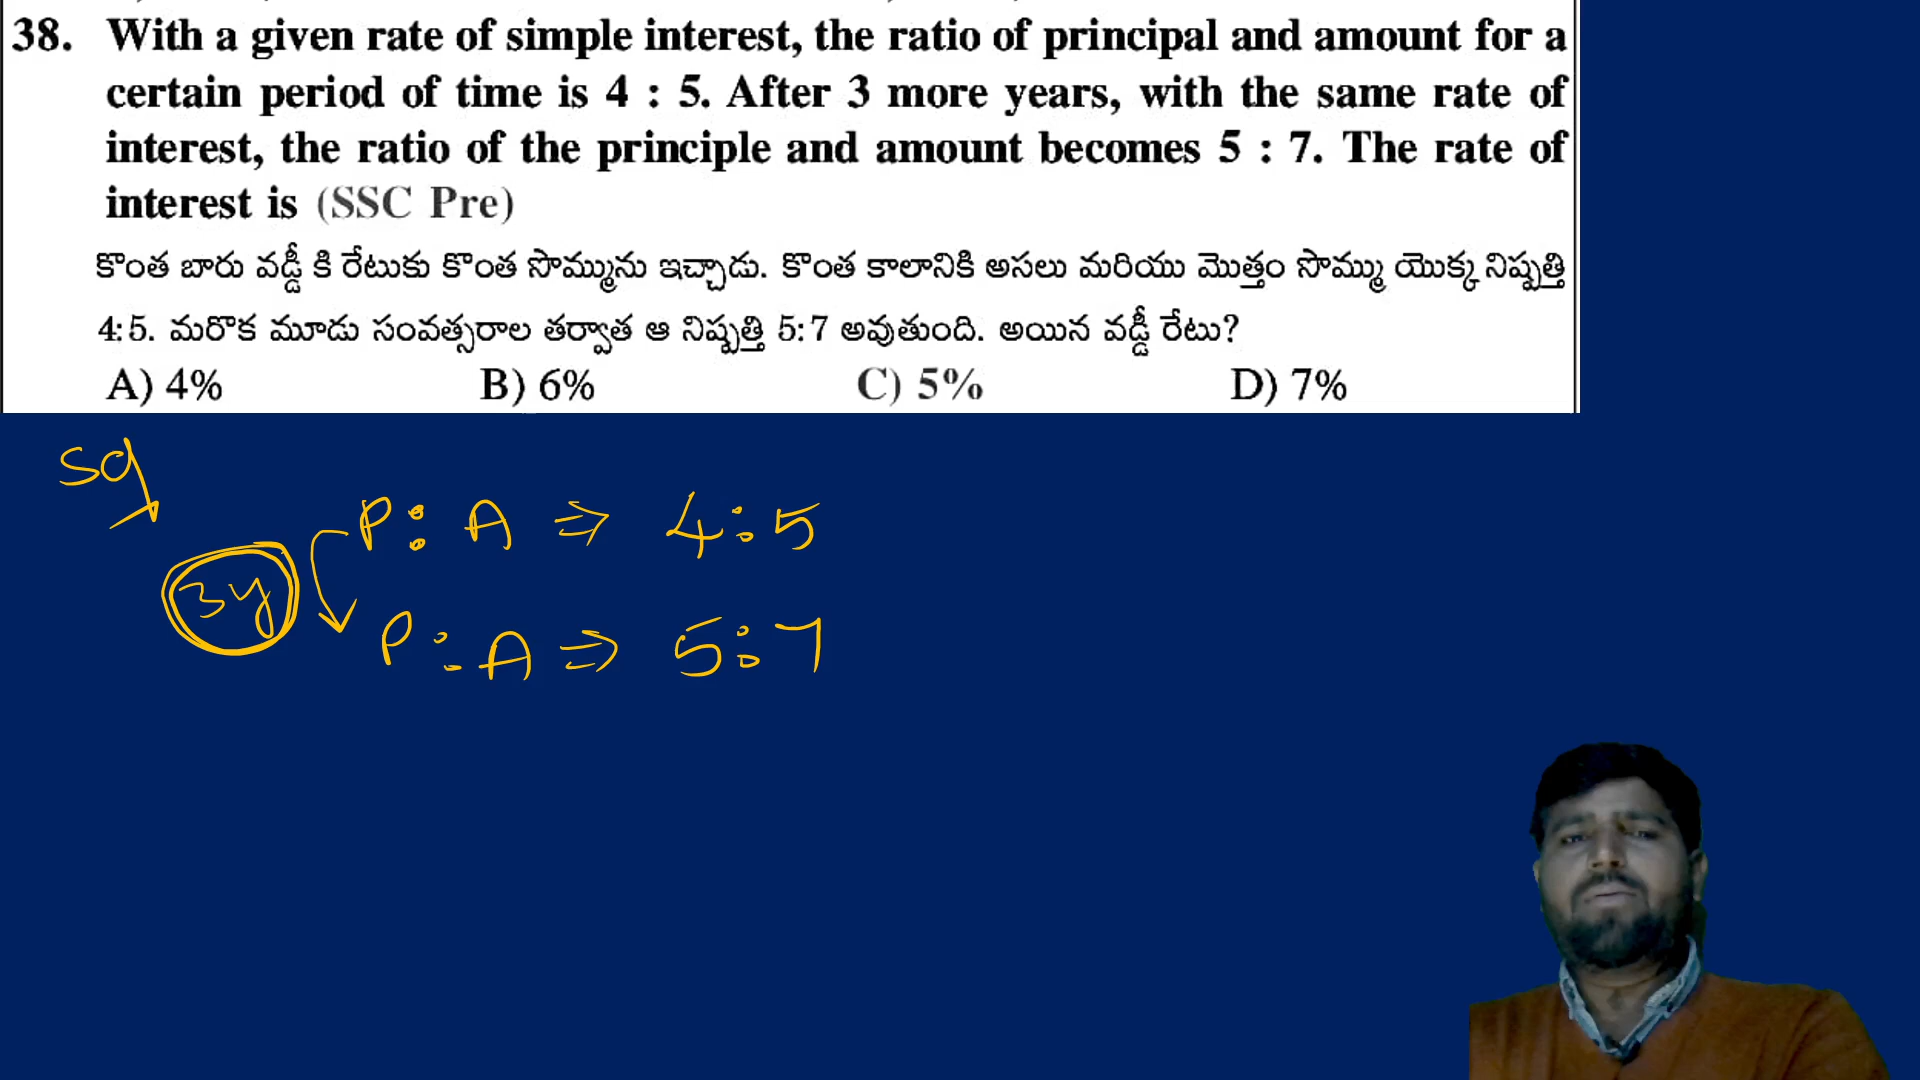 38. With a given rate of simple interest, the ratio of principal and amount for a
certain period of time is 4 : 5. After 3 more years, with the same rate of
interest, the ratio of the principle and amount becomes 5 : 7. The rate of
interest is (SSC Pre)
కొంత బారు వడ్డీ కి రేటుకు కొంత సొమ్మును ఇచ్చాడు. కొంత కాలానికి అసలు మరియు మొత్తం సొమ్ము యొక్క నిష్పత్తి
4:5. మరొక మూడు సంవత్సరాల తర్వాత ఆ నిష్పత్తి 5:7 అవుతుంది. అయిన వడ్డీ రేటు?
A) 4% B) 6% C) 5% D) 7%
P : A ⇒ 4:5
3y
P : A ⇒ 5:7